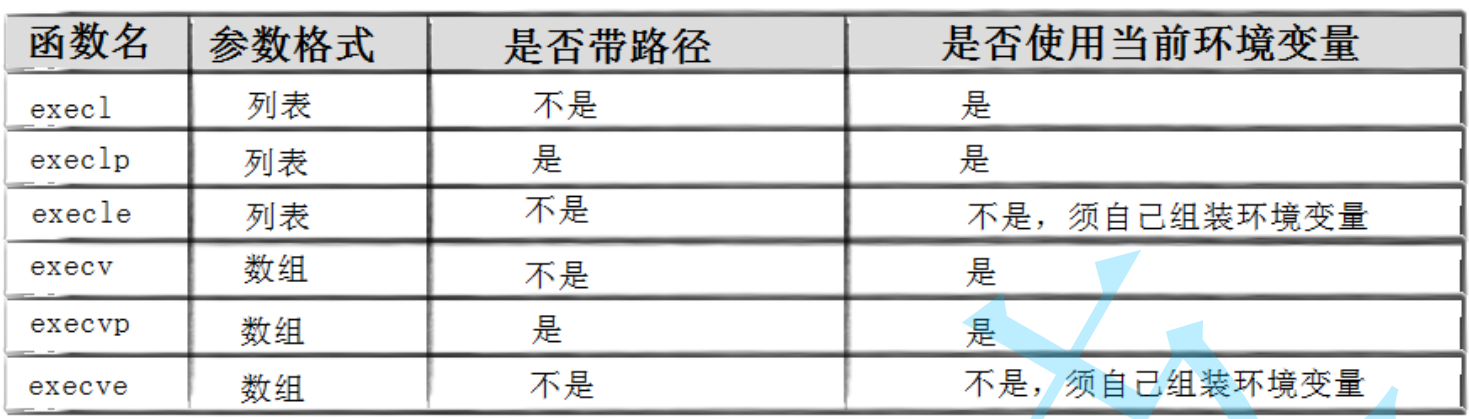 函数名 参数格式 是否带路径 是否使用当前环境变量
execl 列表 不是 是
execlp 列表 是 是
execle 列表 不是 不是，须自己组装环境变量
execv 数组 不是 是
execvp 数组 是 是
execve 数组 不是 不是，须自己组装环境变量